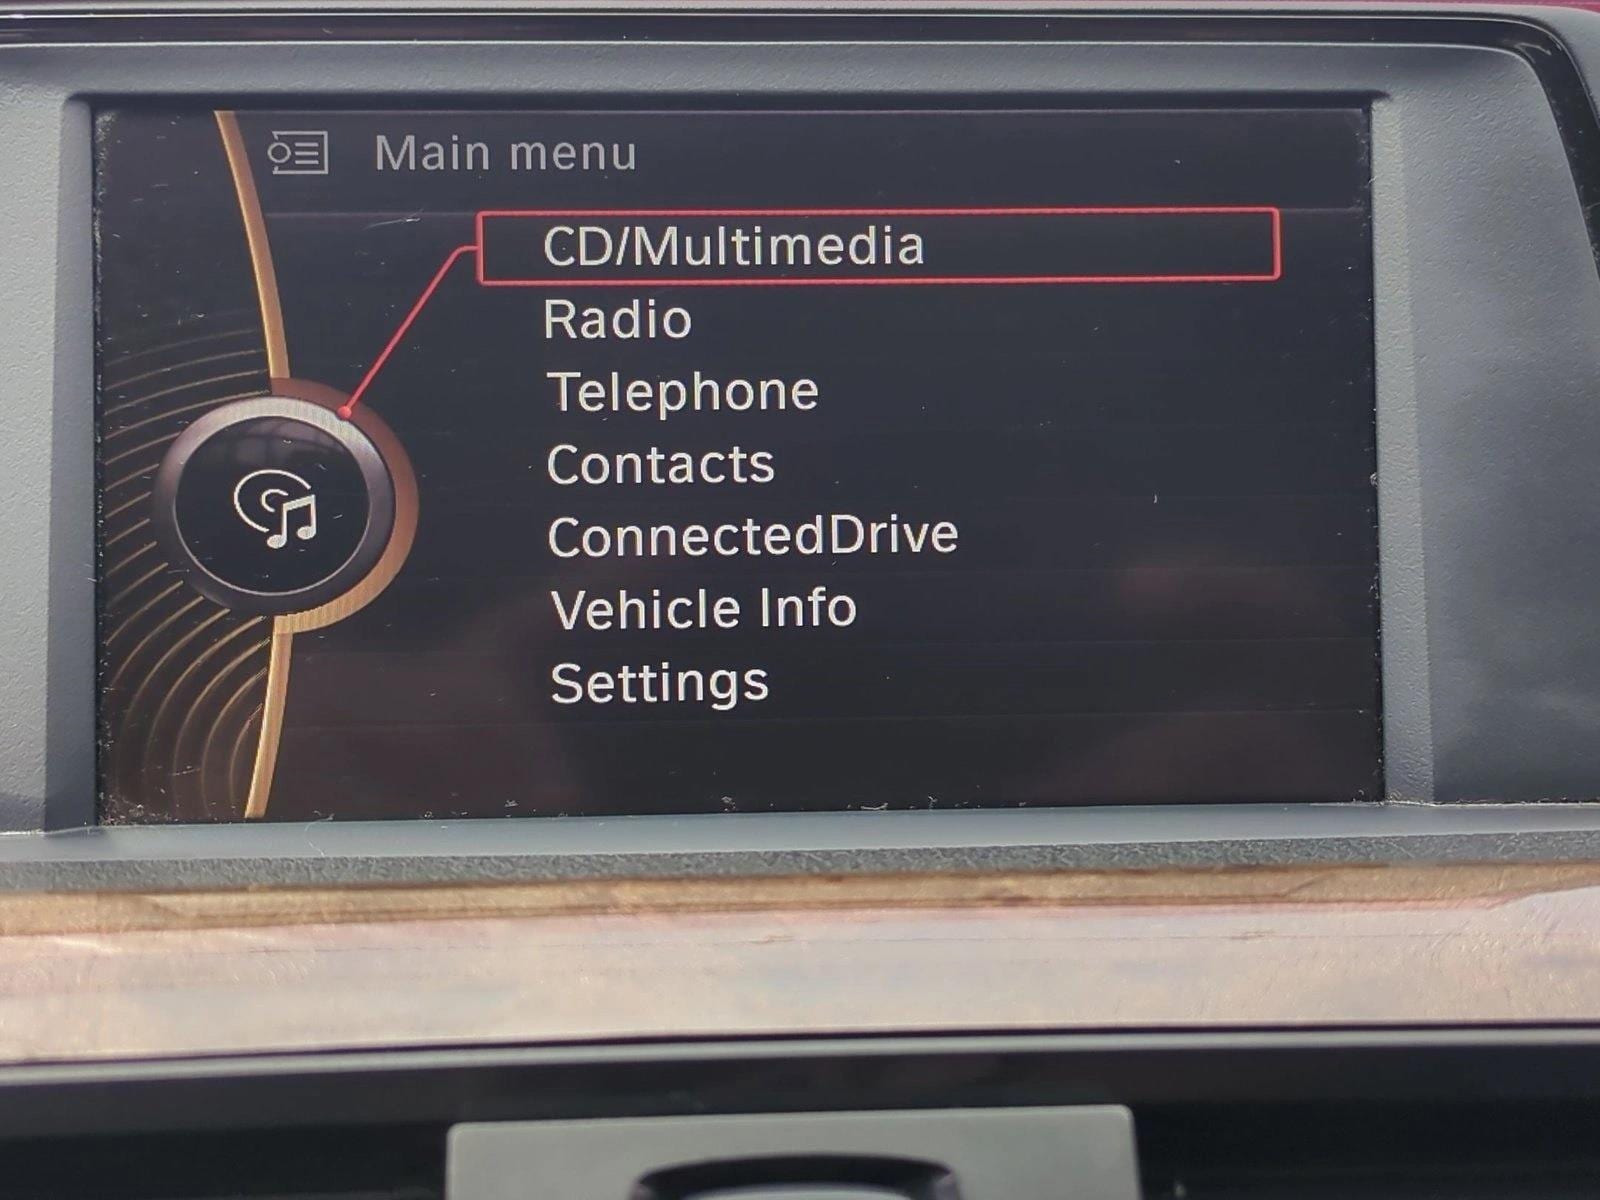 Main menu
CD/Multimedia
Radio
Telephone
Contacts
ConnectedDrive
Vehicle Info
Settings